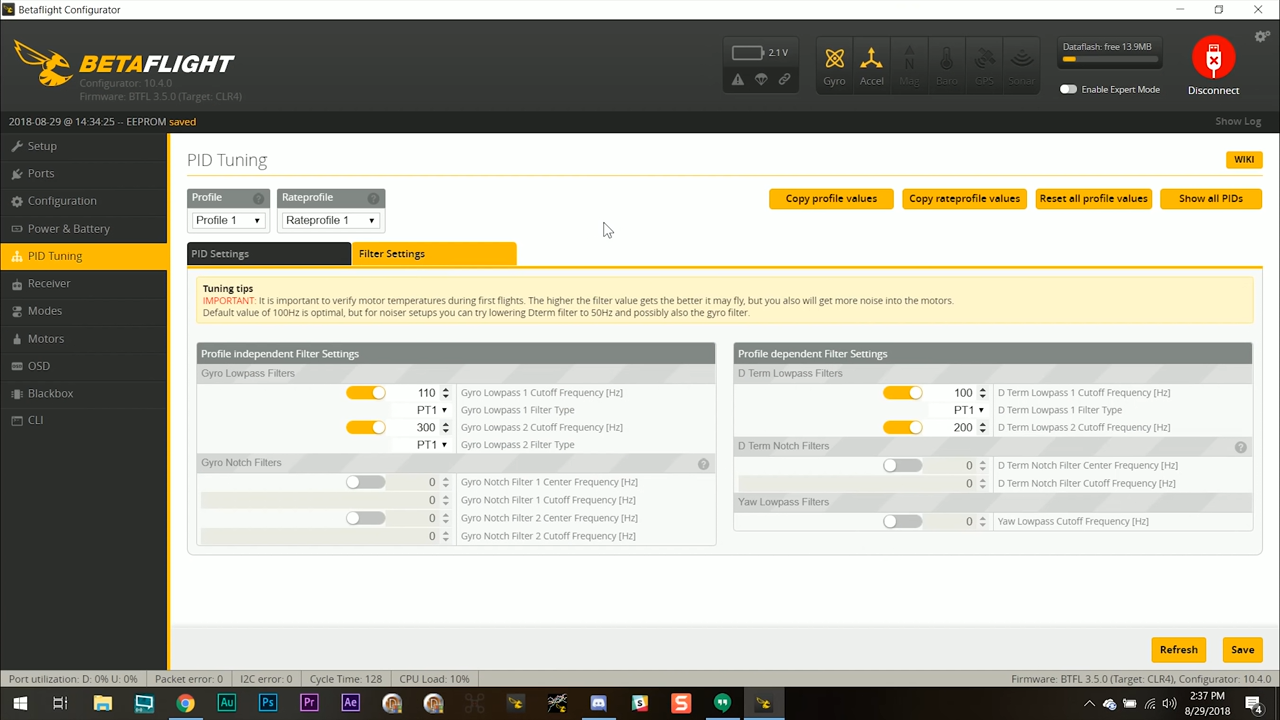 Betaflight Configurator
BETAFLIGHT
Configurator: 10.4.0
Firmware: BTFL 3.5.0 (Target: CLR4)
2.1 V
Gyro
Accel
Mag
Baro
GPS
Sonar
Dataflash: free 13.9MB
Enable Expert Mode
Disconnect
2018-08-29 @ 14:34:25 -- EEPROM saved
Show Log
Setup
Ports
Configuration
Power & Battery
PID Tuning
Receiver
Modes
Motors
OSD
Blackbox
CLI
PID Tuning
WIKI
Profile
Rateprofile
Profile 1
Rateprofile 1
Copy profile values
Copy rateprofile values
Reset all profile values
Show all PIDs
PID Settings
Filter Settings
Tuning tips
IMPORTANT: It is important to verify motor temperatures during first flights. The higher the filter value gets the better it may fly, but you also will get more noise into the motors.
Default value of 100Hz is optimal, but for noiser setups you can try lowering Dterm filter to 50Hz and possibly also the gyro filter.
Profile independent Filter Settings
Gyro Lowpass Filters
110 Gyro Lowpass 1 Cutoff Frequency [Hz]
PT1 Gyro Lowpass 1 Filter Type
300 Gyro Lowpass 2 Cutoff Frequency [Hz]
PT1 Gyro Lowpass 2 Filter Type
Gyro Notch Filters
0 Gyro Notch Filter 1 Center Frequency [Hz]
0 Gyro Notch Filter 1 Cutoff Frequency [Hz]
0 Gyro Notch Filter 2 Center Frequency [Hz]
0 Gyro Notch Filter 2 Cutoff Frequency [Hz]
Profile dependent Filter Settings
D Term Lowpass Filters
100 D Term Lowpass 1 Cutoff Frequency [Hz]
PT1 D Term Lowpass 1 Filter Type
200 D Term Lowpass 2 Cutoff Frequency [Hz]
D Term Notch Filters
0 D Term Notch Filter Center Frequency [Hz]
0 D Term Notch Filter Cutoff Frequency [Hz]
Yaw Lowpass Filters
0 Yaw Lowpass Cutoff Frequency [Hz]
Refresh
Save
Port utilization: D: 0% U: 0%
Packet error: 0
I2C error: 0
Cycle Time: 128
CPU Load: 10%
Firmware: BTFL 3.5.0 (Target: CLR4), Configurator: 10.4.0
Au
Ps
Pr
Ae
S
2:37 PM
8/29/2018
4